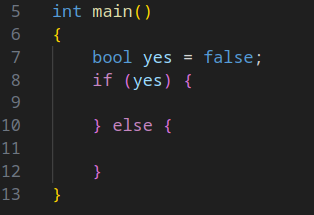 5 int main()
6 {
7     bool yes = false;
8     if (yes) {
9
10     } else {
11
12     }
13 }